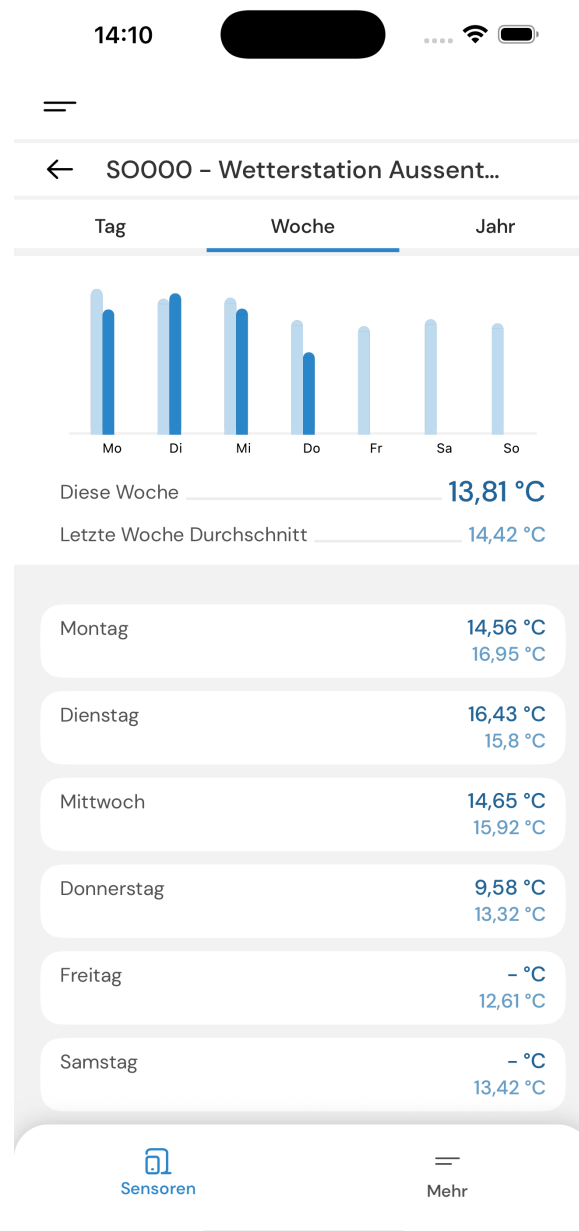 14:10
SO000 - Wetterstation Aussent...
Tag Woche Jahr
Mo Di Mi Do Fr Sa So
Diese Woche 13,81 °C
Letzte Woche Durchschnitt 14,42 °C
Montag 14,56 °C
16,95 °C
Dienstag 16,43 °C
15,8 °C
Mittwoch 14,65 °C
15,92 °C
Donnerstag 9,58 °C
13,32 °C
Freitag - °C
12,61 °C
Samstag - °C
13,42 °C
Sensoren Mehr